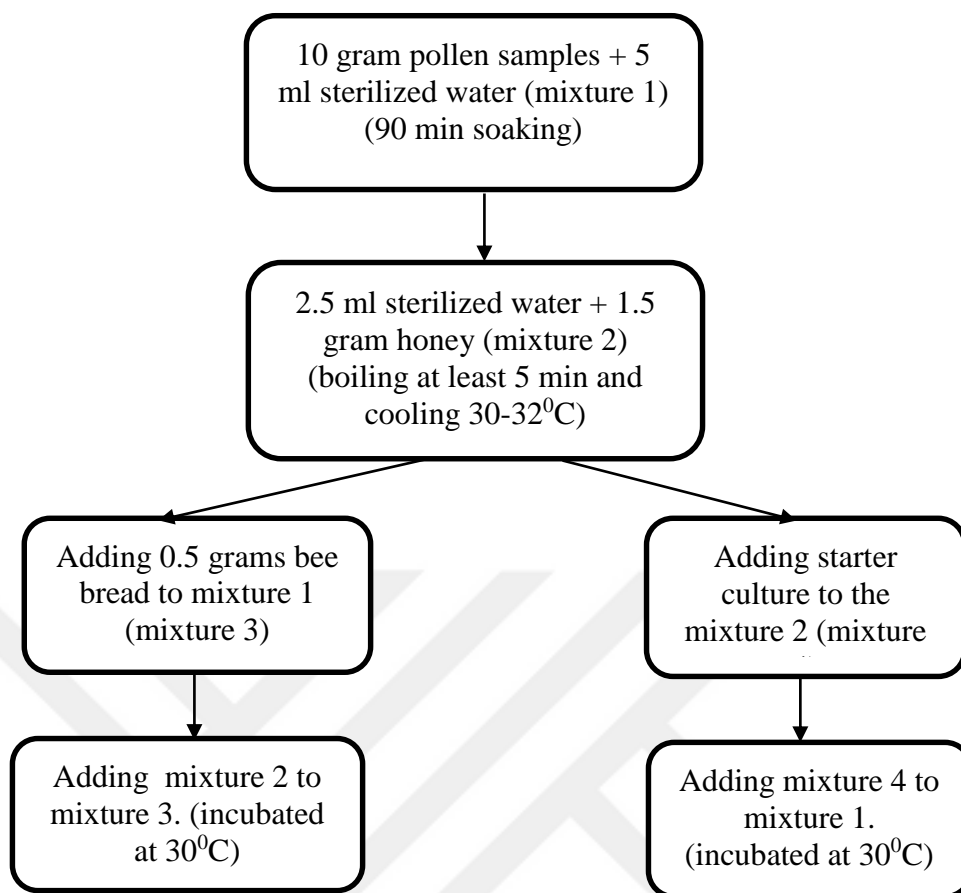 10 gram pollen samples + 5
ml sterilized water (mixture 1)
(90 min soaking)
2.5 ml sterilized water + 1.5
gram honey (mixture 2)
(boiling at least 5 min and
cooling 30-32⁰C)
Adding 0.5 grams bee
bread to mixture 1
(mixture 3)
Adding starter
culture to the
mixture 2 (mixture
Adding mixture 2 to
mixture 3. (incubated
at 30⁰C)
Adding mixture 4 to
mixture 1.
(incubated at 30⁰C)